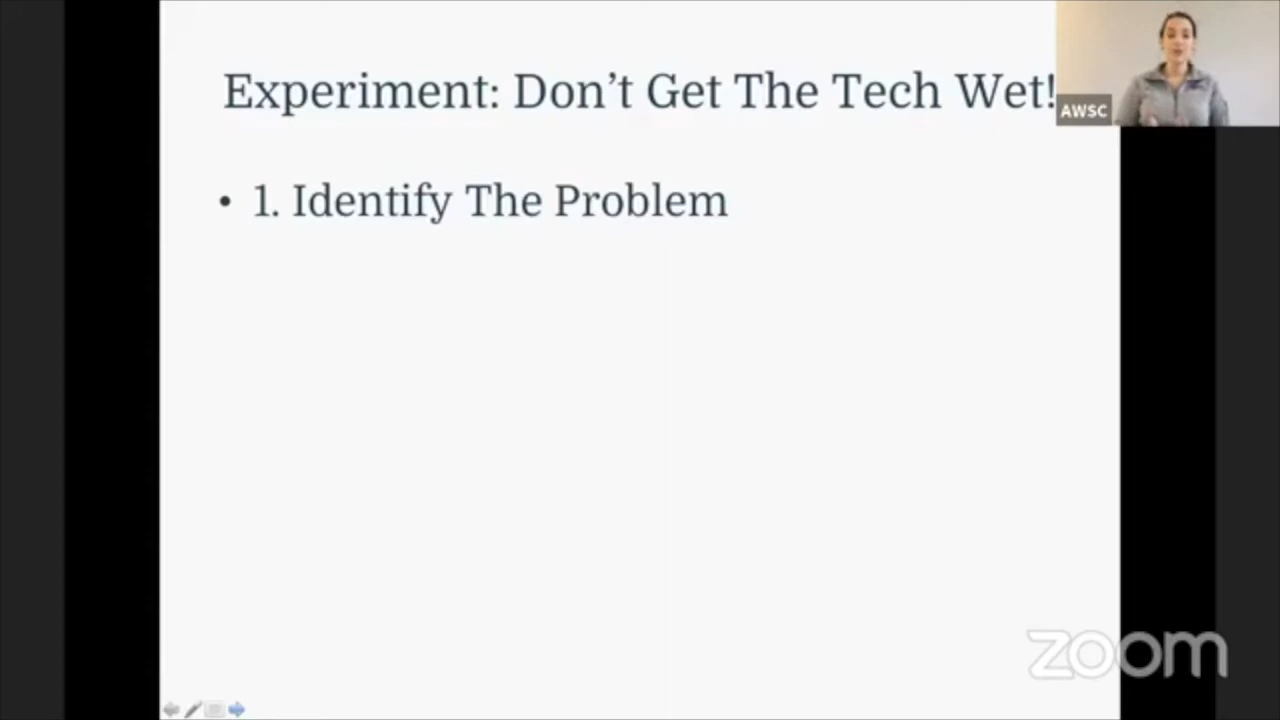 Experiment: Don’t Get The Tech Wet!
AWSC
• 1. Identify The Problem
zoom